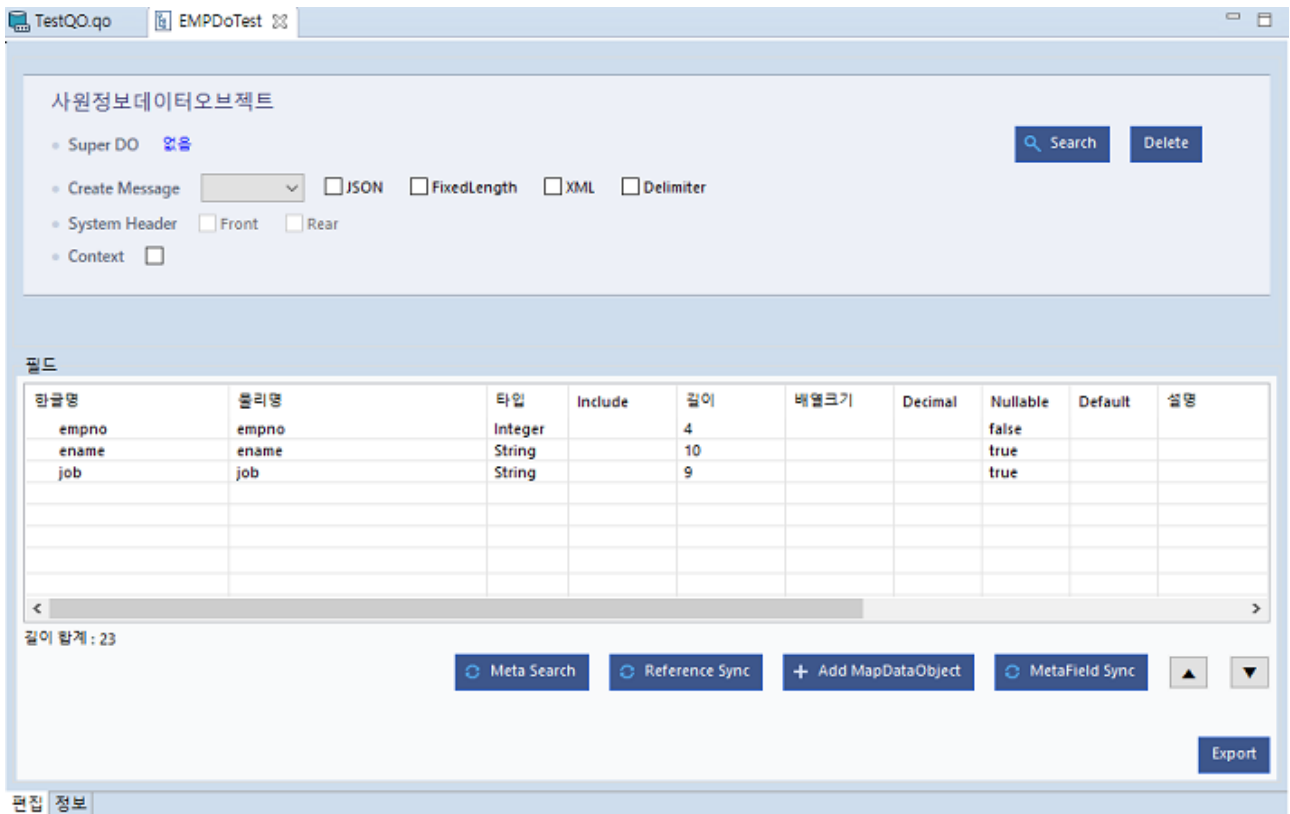 TestQO.qo EMPDoTest
사원정보데이터오브젝트
Super DO 없음 Search Delete
Create Message JSON FixedLength XML Delimiter
System Header Front Rear
Context
필드
한글명 물리명 타입 Include 길이 배열크기 Decimal Nullable Default 설명
empno empno Integer 4 false
ename ename String 10 true
job job String 9 true
길이 합계 : 23
Meta Search Reference Sync Add MapDataObject MetaField Sync
Export
편집 정보